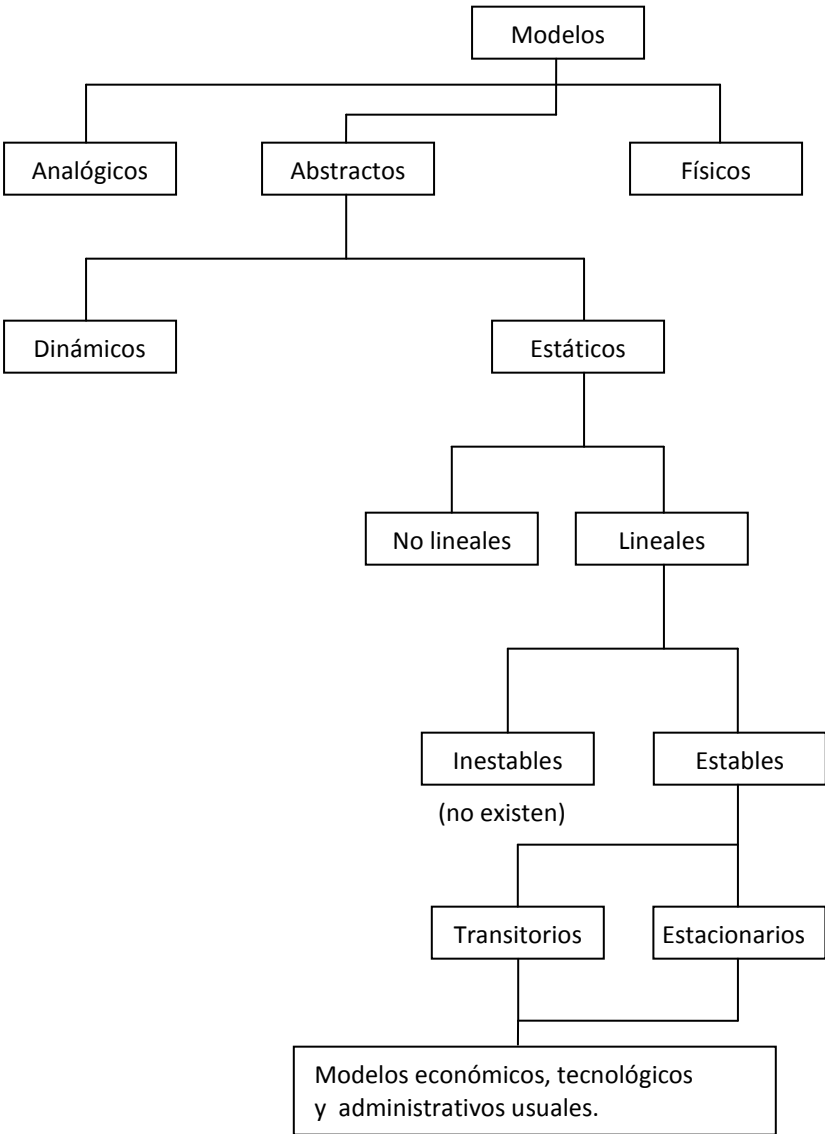 Modelos
Analógicos
Abstractos
Físicos
Dinámicos
Estáticos
No lineales
Lineales
Inestables
Estables
(no existen)
Transitorios
Estacionarios
Modelos económicos, tecnológicos
y administrativos usuales.